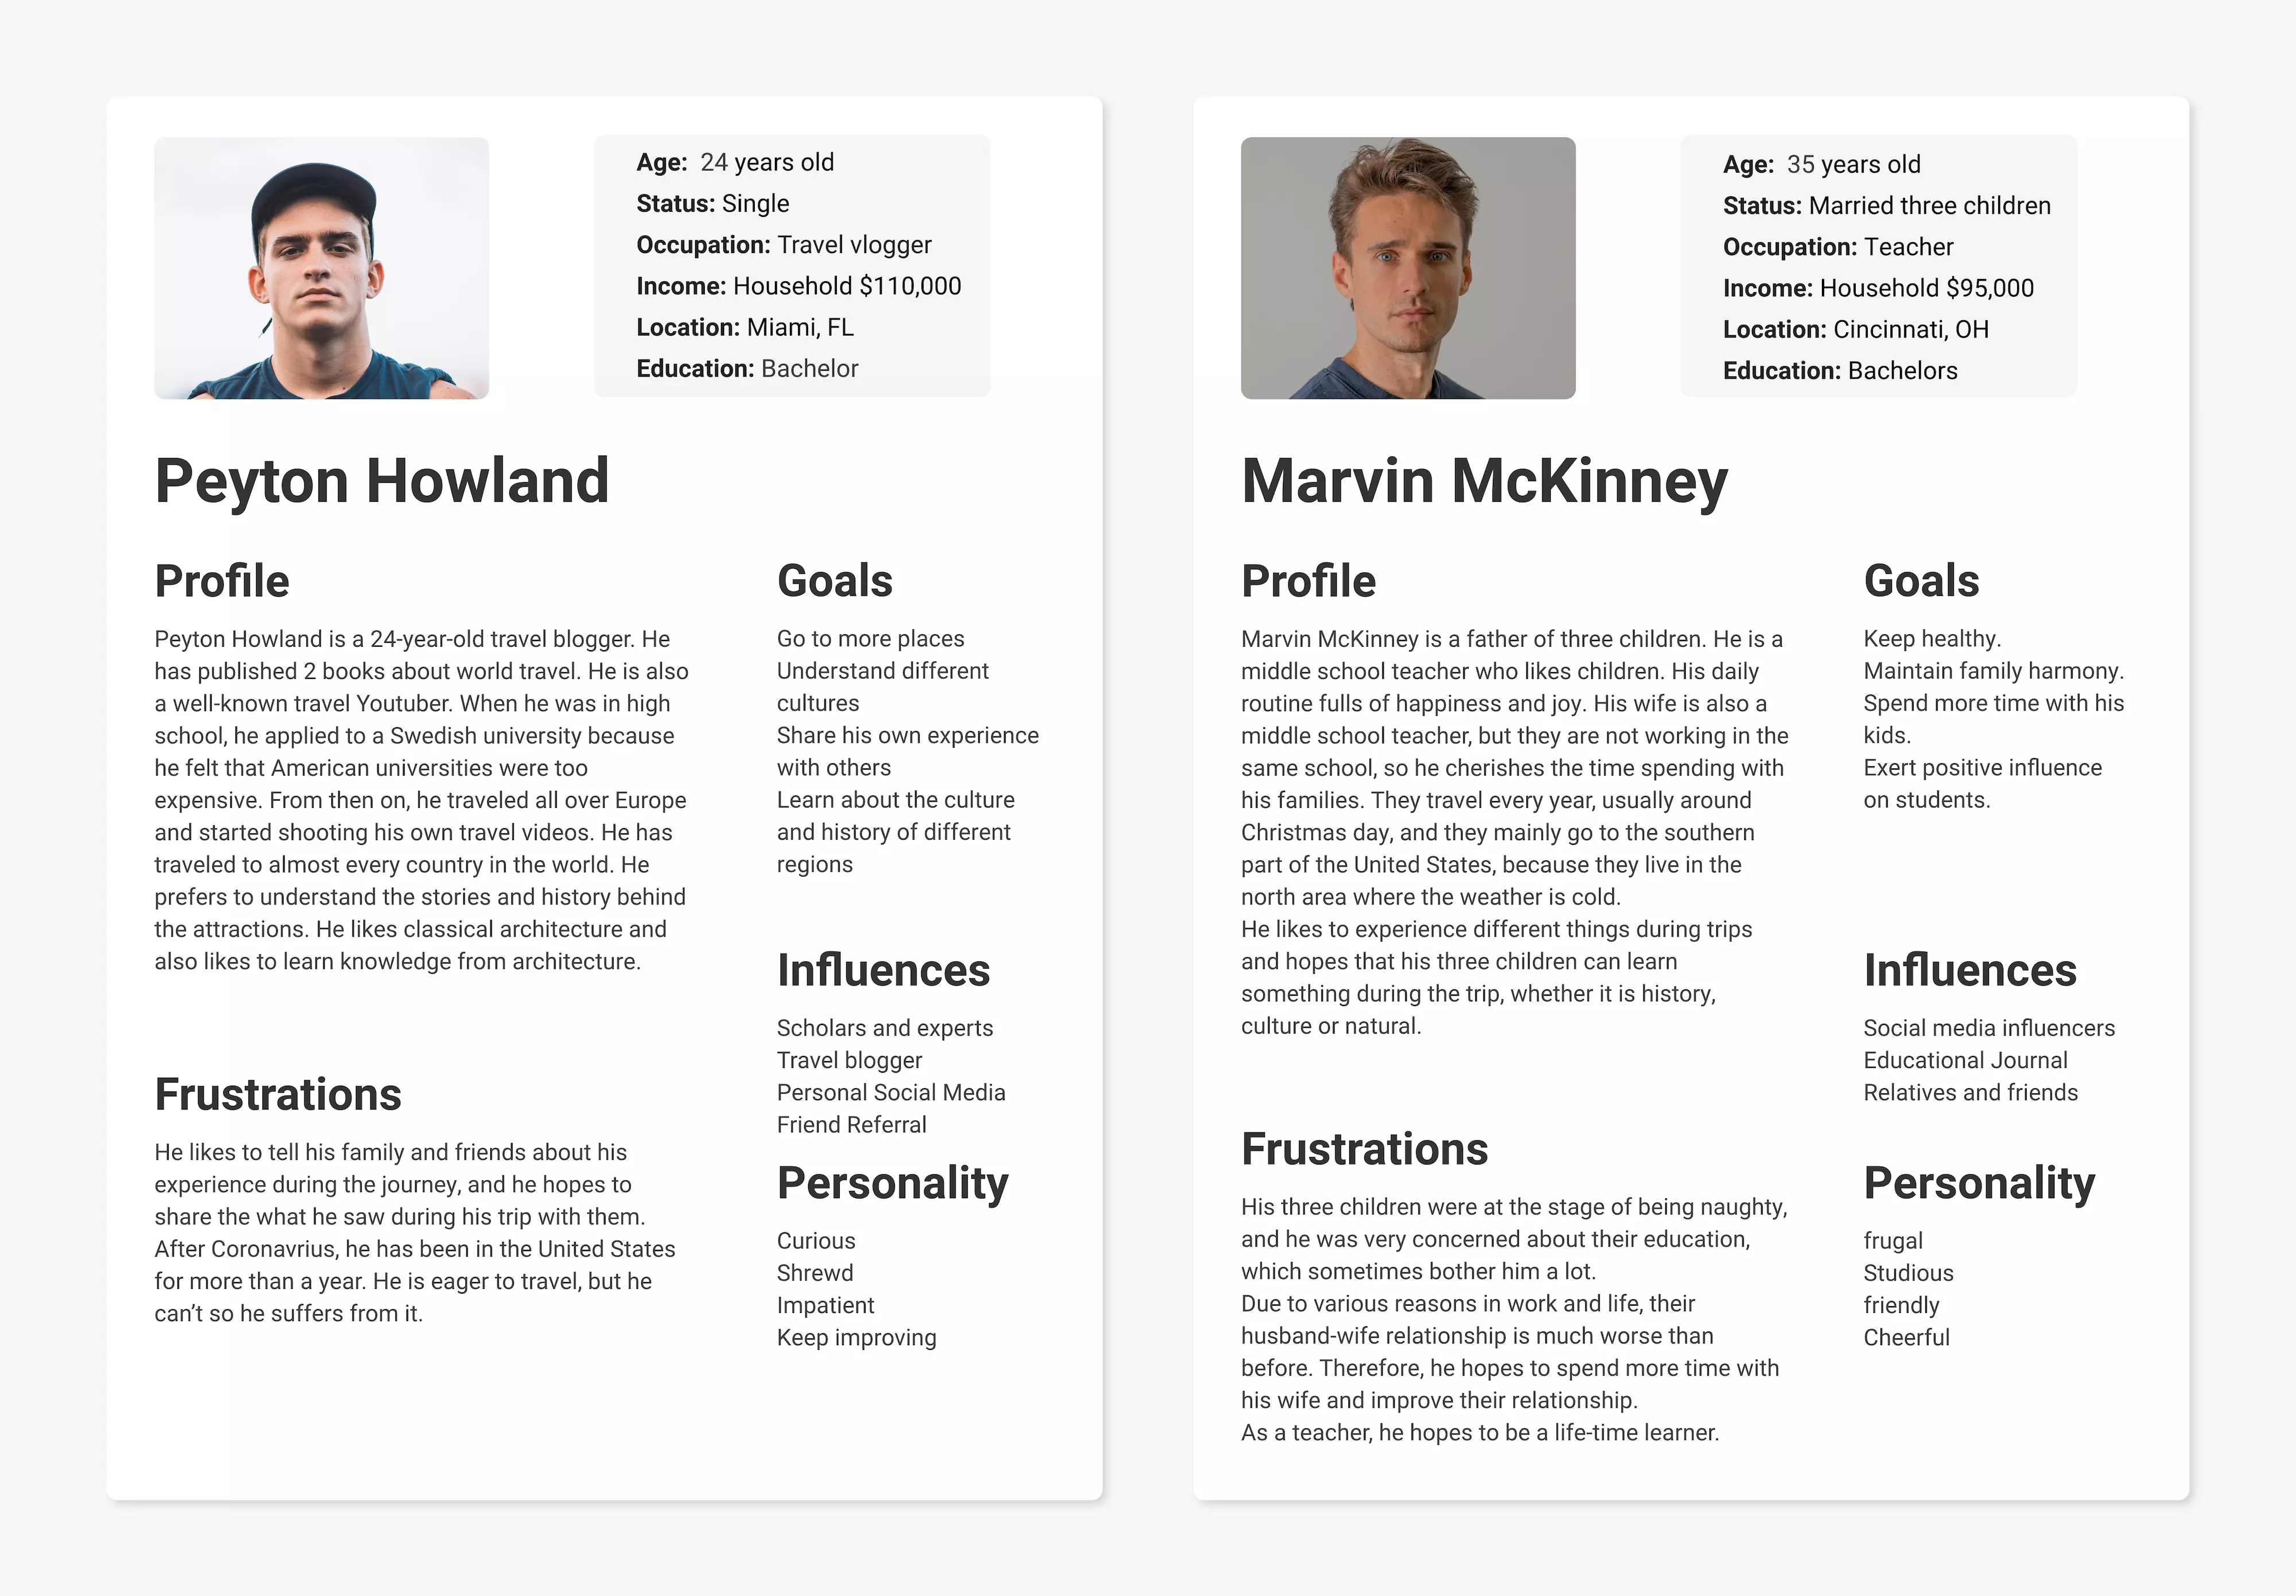 Age: 24 years old
Status: Single
Occupation: Travel vlogger
Income: Household $110,000
Location: Miami, FL
Education: Bachelor
Peyton Howland
Profile
Peyton Howland is a 24-year-old travel blogger. He
has published 2 books about world travel. He is also
a well-known travel Youtuber. When he was in high
school, he applied to a Swedish university because
he felt that American universities were too
expensive. From then on, he traveled all over Europe
and started shooting his own travel videos. He has
traveled to almost every country in the world. He
prefers to understand the stories and history behind
the attractions. He likes classical architecture and
also likes to learn knowledge from architecture.
Frustrations
He likes to tell his family and friends about his
experience during the journey, and he hopes to
share the what he saw during his trip with them.
After Coronavrius, he has been in the United States
for more than a year. He is eager to travel, but he
can’t so he suffers from it.
Goals
Go to more places
Understand different
cultures
Share his own experience
with others
Learn about the culture
and history of different
regions
Influences
Scholars and experts
Travel blogger
Personal Social Media
Friend Referral
Personality
Curious
Shrewd
Impatient
Keep improving
Age: 35 years old
Status: Married three children
Occupation: Teacher
Income: Household $95,000
Location: Cincinnati, OH
Education: Bachelors
Marvin McKinney
Profile
Marvin McKinney is a father of three children. He is a
middle school teacher who likes children. His daily
routine fulls of happiness and joy. His wife is also a
middle school teacher, but they are not working in the
same school, so he cherishes the time spending with
his families. They travel every year, usually around
Christmas day, and they mainly go to the southern
part of the United States, because they live in the
north area where the weather is cold.
He likes to experience different things during trips
and hopes that his three children can learn
something during the trip, whether it is history,
culture or natural.
Frustrations
His three children were at the stage of being naughty,
and he was very concerned about their education,
which sometimes bother him a lot.
Due to various reasons in work and life, their
husband-wife relationship is much worse than
before. Therefore, he hopes to spend more time with
his wife and improve their relationship.
As a teacher, he hopes to be a life-time learner.
Goals
Keep healthy.
Maintain family harmony.
Spend more time with his
kids.
Exert positive influence
on students.
Influences
Social media influencers
Educational Journal
Relatives and friends
Personality
frugal
Studious
friendly
Cheerful